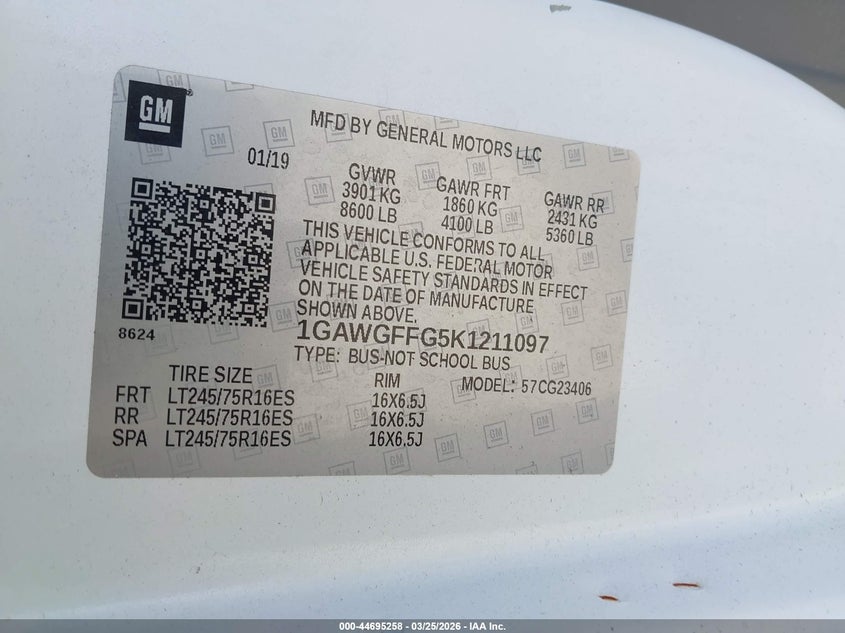 GM
MFD BY GENERAL MOTORS LLC
01/19
GVWR GAWR FRT GAWR RR
3901 KG 1860 KG 2431 KG
8600 LB 4100 LB 5360 LB
THIS VEHICLE CONFORMS TO ALL
APPLICABLE U.S. FEDERAL MOTOR
VEHICLE SAFETY STANDARDS IN EFFECT
ON THE DATE OF MANUFACTURE
SHOWN ABOVE.
8624
1GAWGFFG5K1211097
TYPE: BUS-NOT SCHOOL BUS
TIRE SIZE RIM MODEL: 57CG23406
FRT LT245/75R16ES 16X6.5J
RR LT245/75R16ES 16X6.5J
SPA LT245/75R16ES 16X6.5J
000-44695258 - 03/25/2026 - IAA Inc.